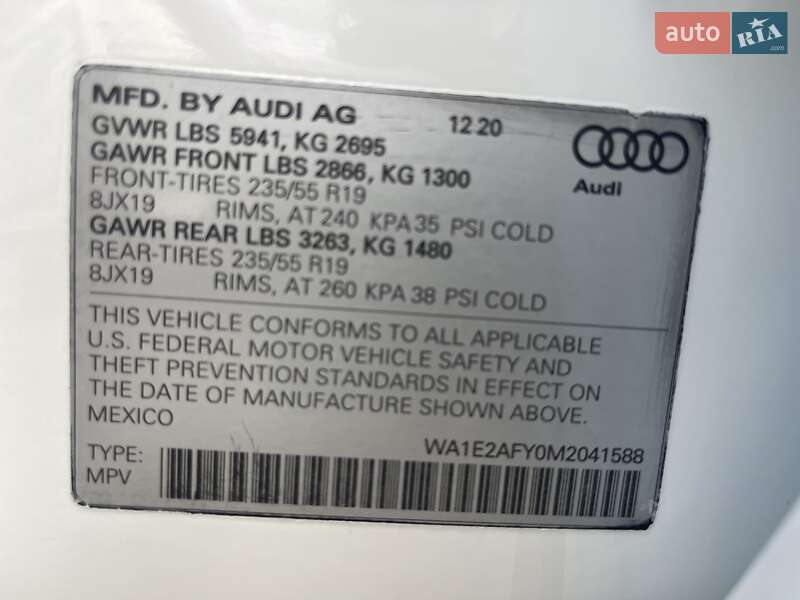 auto RIA.com
MFD. BY AUDI AG 12 20
GVWR LBS 5941, KG 2695
GAWR FRONT LBS 2866, KG 1300
FRONT-TIRES 235/55 R19
8JX19 RIMS, AT 240 KPA 35 PSI COLD
GAWR REAR LBS 3263, KG 1480
REAR-TIRES 235/55 R19
8JX19 RIMS, AT 260 KPA 38 PSI COLD
Audi
THIS VEHICLE CONFORMS TO ALL APPLICABLE
U.S. FEDERAL MOTOR VEHICLE SAFETY AND
THEFT PREVENTION STANDARDS IN EFFECT ON
THE DATE OF MANUFACTURE SHOWN ABOVE.
MEXICO
WA1E2AFY0M2041588
TYPE:
MPV